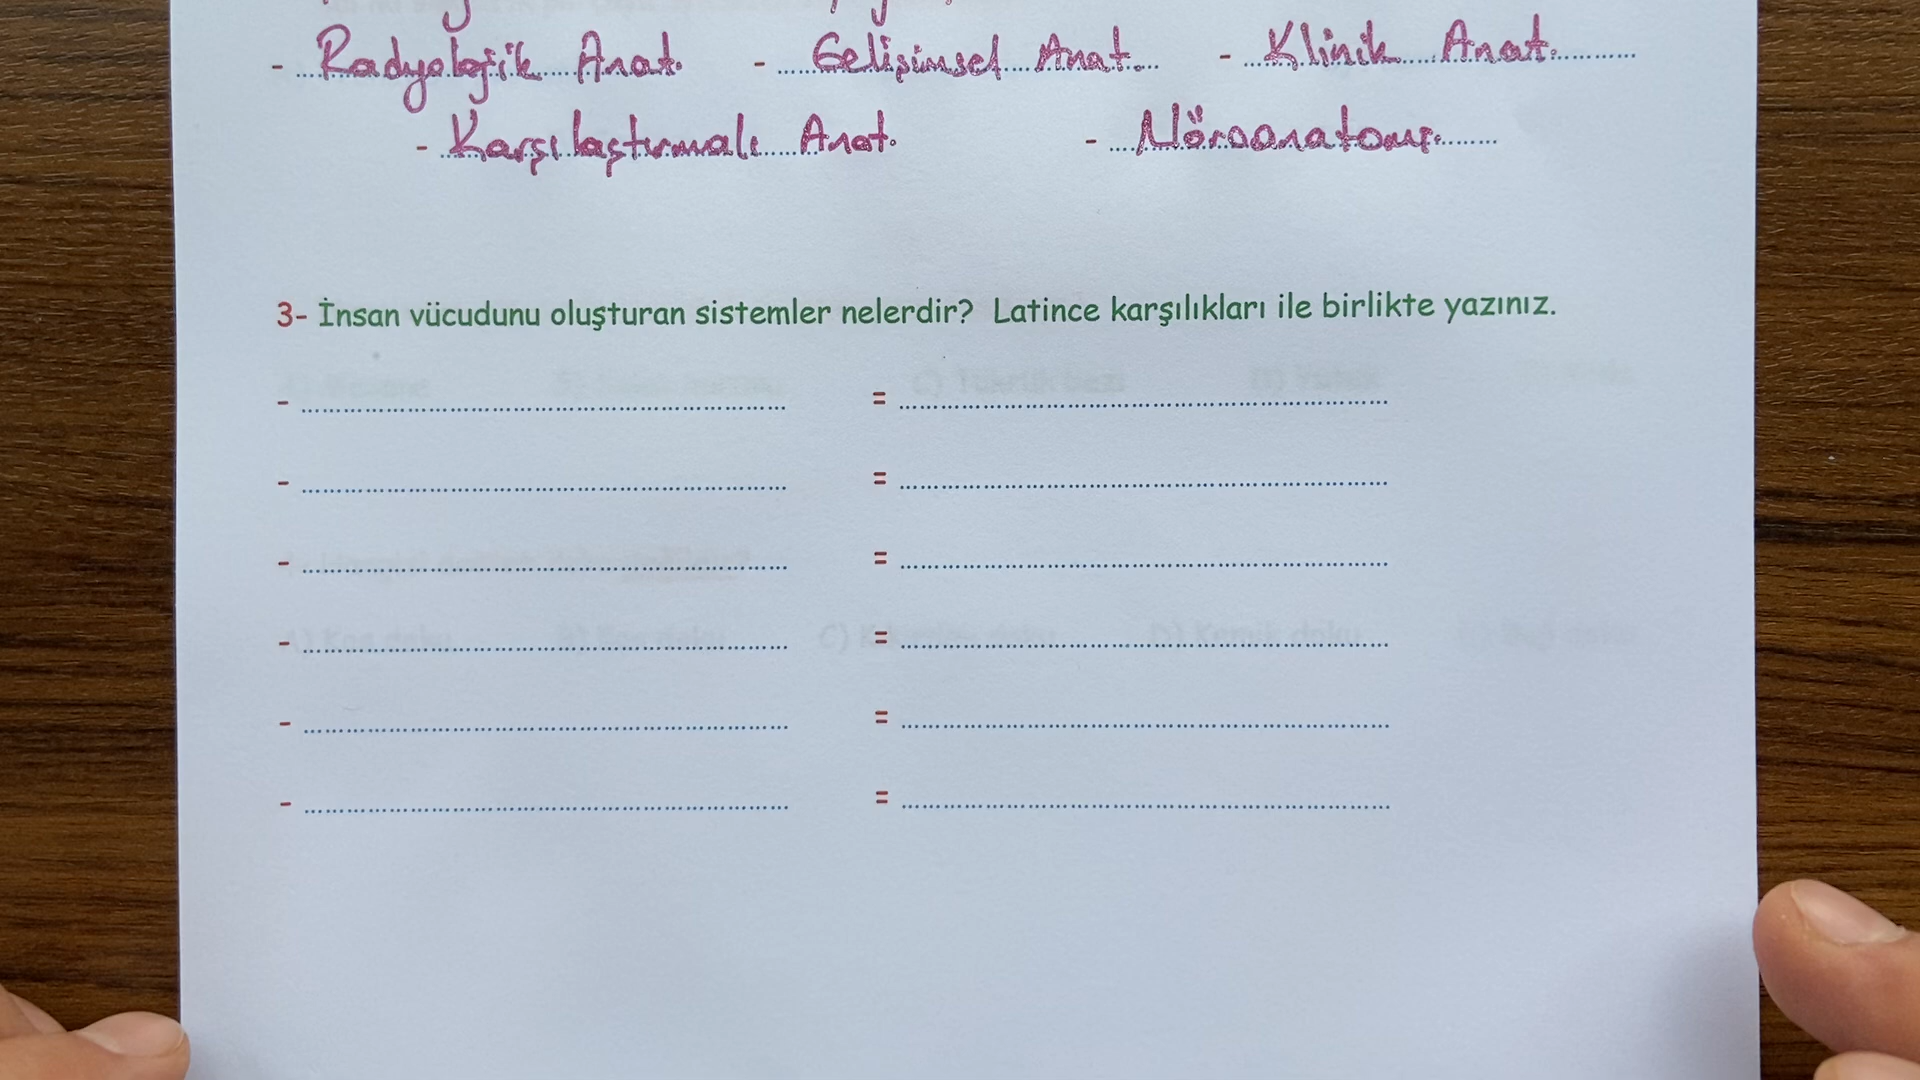 - Radyolojik Anat. - Gelişimsel Anat. - Klinik Anat.
- Karşılaştırmalı Anat. - Nöroanatomi
3- İnsan vücudunu oluşturan sistemler nelerdir? Latince karşılıkları ile birlikte yazınız.
- =
- =
- =
- =
- =
- =